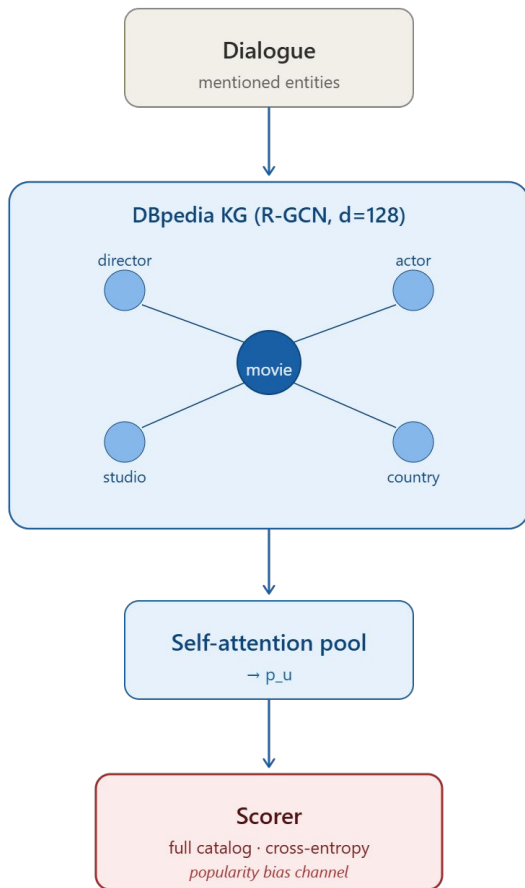 Dialogue
mentioned entities
DBpedia KG (R-GCN, d=128)
director
actor
movie
studio
country
Self-attention pool
→ p_u
Scorer
full catalog · cross-entropy
popularity bias channel